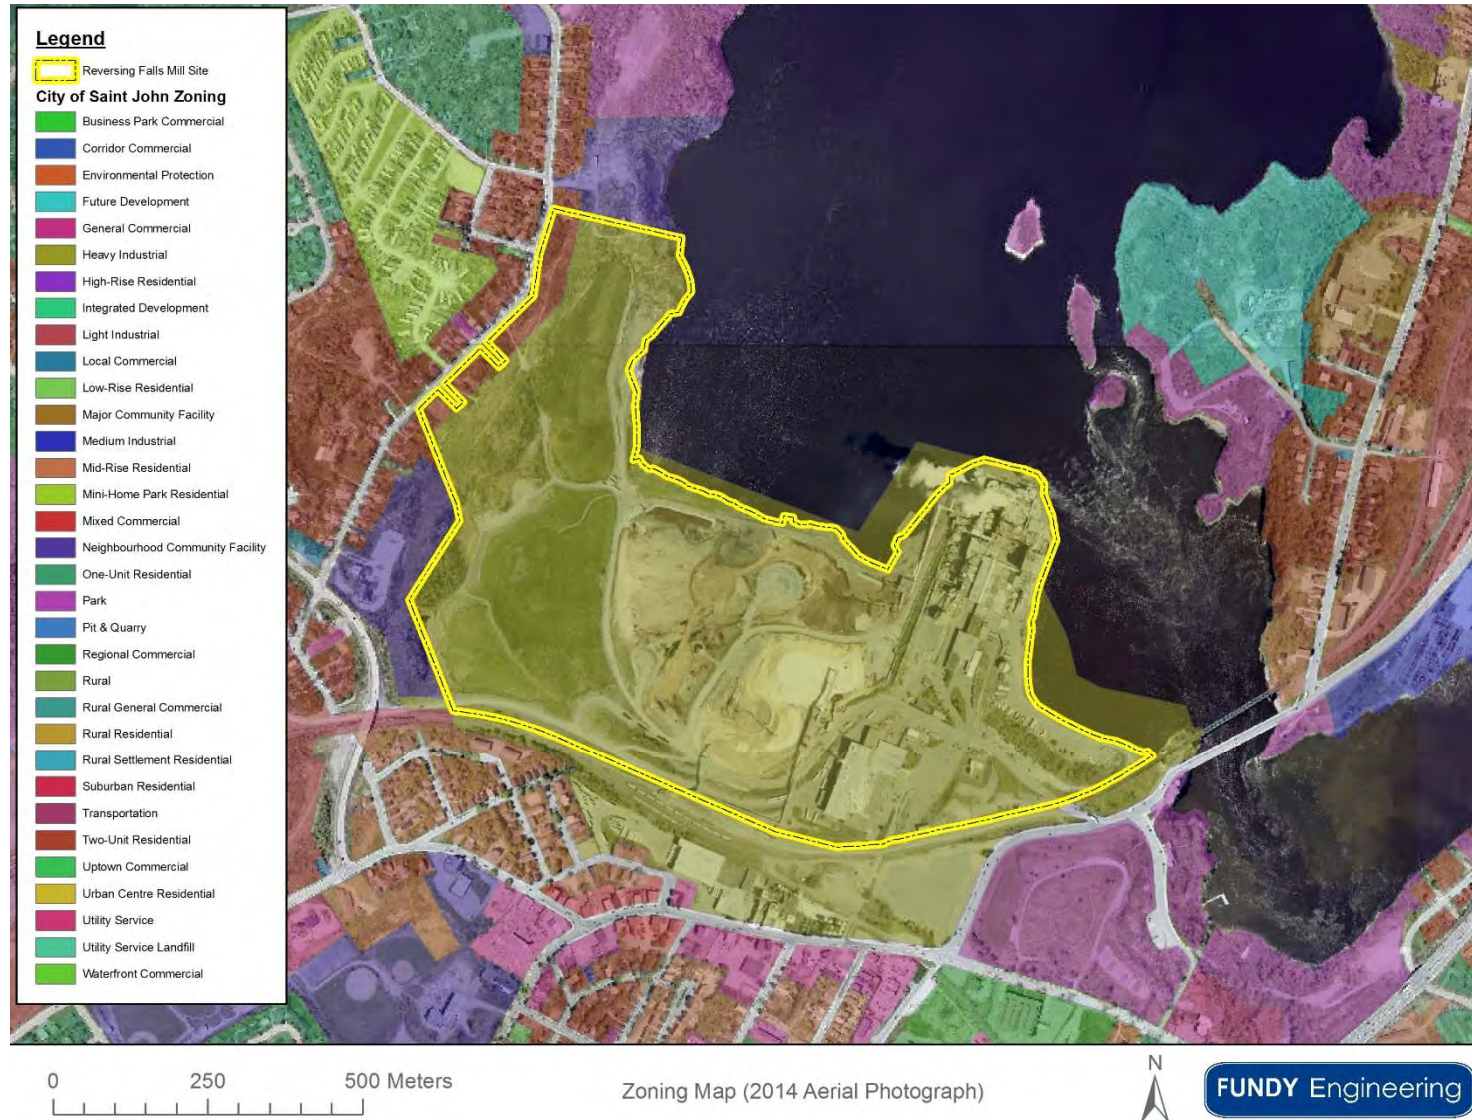 Legend
Reversing Falls Mill Site
City of Saint John Zoning
Business Park Commercial
Corridor Commercial
Environmental Protection
Future Development
General Commercial
Heavy Industrial
High-Rise Residential
Integrated Development
Light Industrial
Local Commercial
Low-Rise Residential
Major Community Facility
Medium Industrial
Mid-Rise Residential
Mini-Home Park Residential
Mixed Commercial
Neighbourhood Community Facility
One-Unit Residential
Park
Pit & Quarry
Regional Commercial
Rural
Rural General Commercial
Rural Residential
Rural Settlement Residential
Suburban Residential
Transportation
Two-Unit Residential
Uptown Commercial
Urban Centre Residential
Utility Service
Utility Service Landfill
Waterfront Commercial
0 250 500 Meters
Zoning Map (2014 Aerial Photograph)
N
FUNDY Engineering